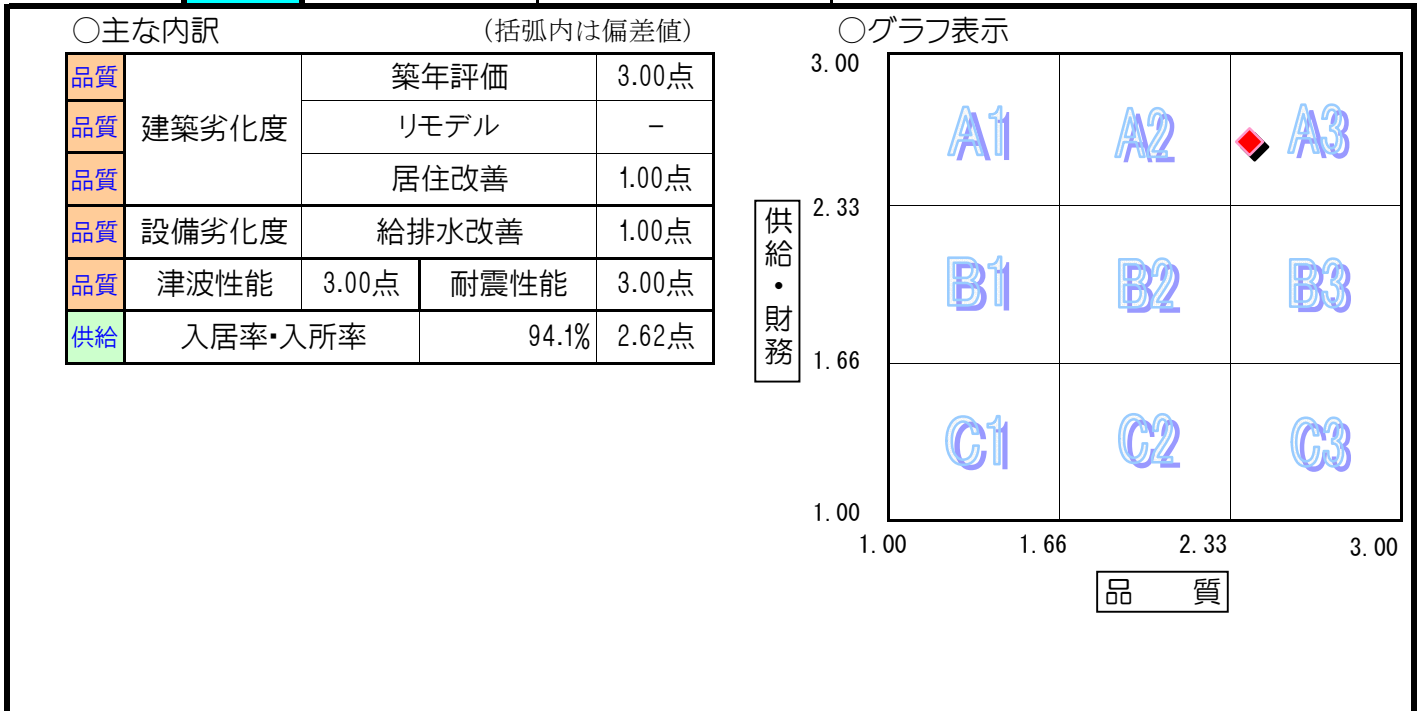 ○主な内訳 (括弧内は偏差値)
品質 建築劣化度 築年評価 3.00点
品質 リモデル －
品質 居住改善 1.00点
品質 設備劣化度 給排水改善 1.00点
品質 津波性能 3.00点 耐震性能 3.00点
供給 入居率・入所率 94.1% 2.62点
○グラフ表示
3.00
A1 A2 A3
2.33
供給・財務
B1 B2 B3
1.66
C1 C2 C3
1.00
1.00 1.66 2.33 3.00
品　質